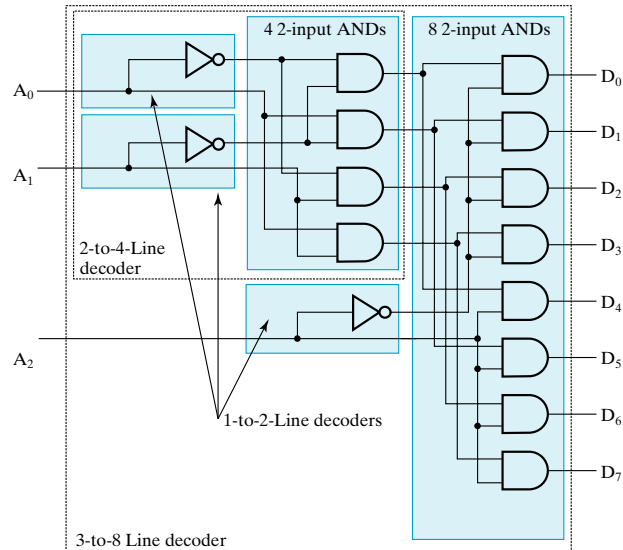 4 2-input ANDs
8 2-input ANDs
A0
A1
A2
D0
D1
D2
D3
D4
D5
D6
D7
2-to-4-Line
decoder
1-to-2-Line decoders
3-to-8 Line decoder